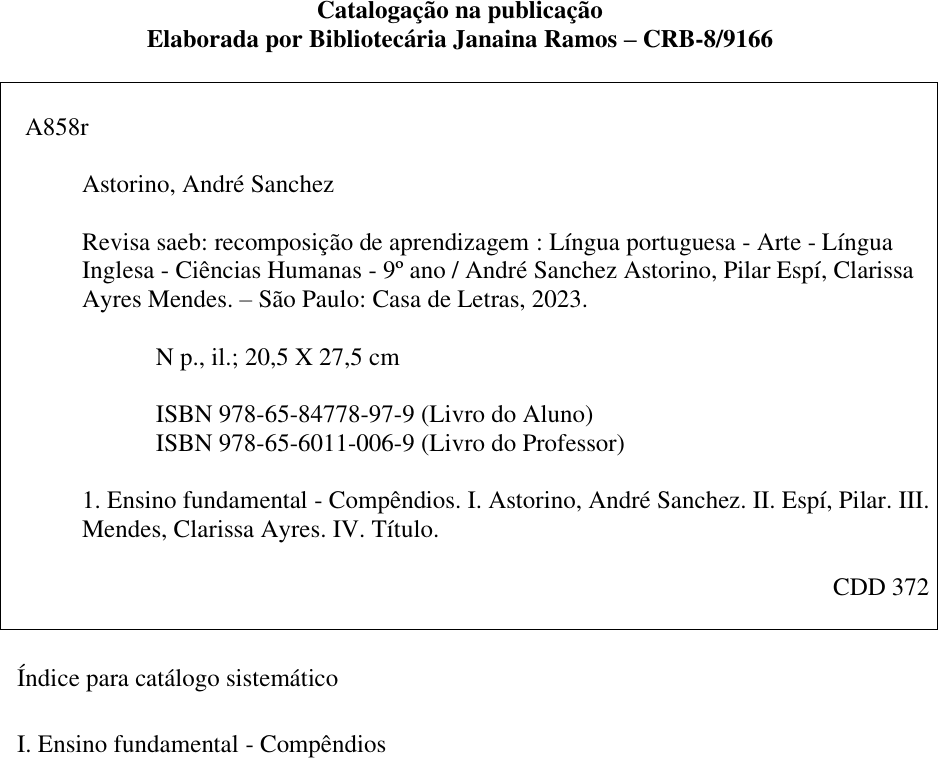 Catalogação na publicação
Elaborada por Bibliotecária Janaina Ramos – CRB-8/9166
A858r
Astorino, André Sanchez
Revisa saeb: recomposição de aprendizagem : Língua portuguesa - Arte - Língua
Inglesa - Ciências Humanas - 9º ano / André Sanchez Astorino, Pilar Espí, Clarissa
Ayres Mendes. – São Paulo: Casa de Letras, 2023.
N p., il.; 20,5 X 27,5 cm
ISBN 978-65-84778-97-9 (Livro do Aluno)
ISBN 978-65-6011-006-9 (Livro do Professor)
1. Ensino fundamental - Compêndios. I. Astorino, André Sanchez. II. Espí, Pilar. III.
Mendes, Clarissa Ayres. IV. Título.
CDD 372
Índice para catálogo sistemático
I. Ensino fundamental - Compêndios